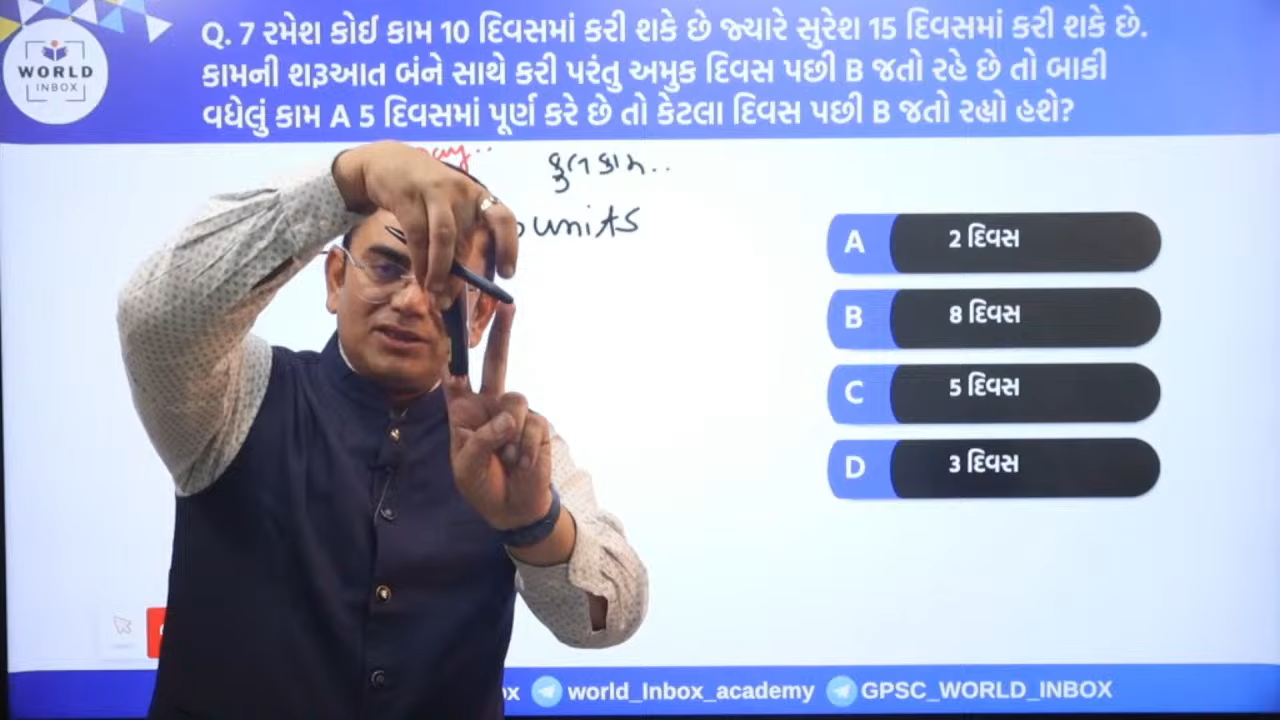 Q. 7 રમેશ કોઇ કામ 10 દિવસમાં કરી શકે છે જ્યારે સુરેશ 15 દિવસમાં કરી શકે છે.
કામની શરૂઆત બંને સાથે કરી પરંતુ અમુક દિવસ પછી B જતો રહે છે તો બાકી
વધેલું કામ A 5 દિવસમાં પૂર્ણ કરે છે તો કેટલા દિવસ પછી B જતો રહ્યો હશે?
WORLD
INBOX
કુલ કામ..
units
A 2 દિવસ
B 8 દિવસ
C 5 દિવસ
D 3 દિવસ
world_Inbox_academy
GPSC_WORLD_INBOX